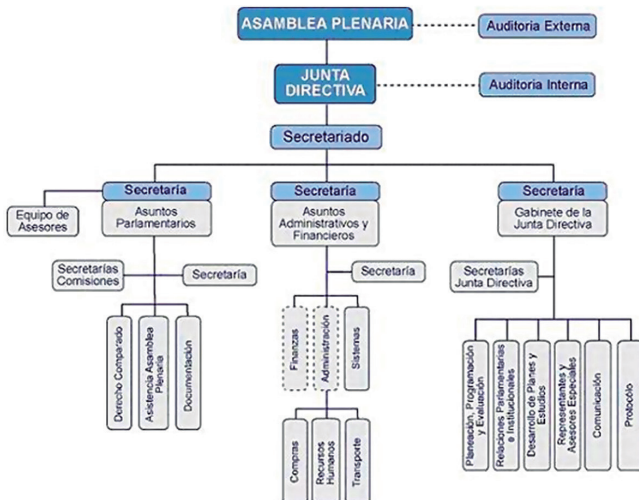 ASAMBLEA PLENARIA
Auditoria Externa
JUNTA
DIRECTIVA
Auditoria Interna
Secretariado
Secretaría
Asuntos
Parlamentarios
Equipo de
Asesores
Secretaría
Asuntos
Administrativos y
Financieros
Secretaría
Gabinete de la
Junta Directiva
Secretarías
Comisiones
Secretaría
Secretaría
Secretarías
Junta Directiva
Derecho Comparado
Asistencia Asamblea
Plenaria
Documentación
Finanzas
Administración
Sistemas
Compras
Recursos
Humanos
Transporte
Planeación, Programación
y Evaluación
Relaciones Parlamentarias
e Institucionales
Desarrollo de Planes y
Estudios
Representantes y
Asesores Especiales
Comunicación
Protocolo